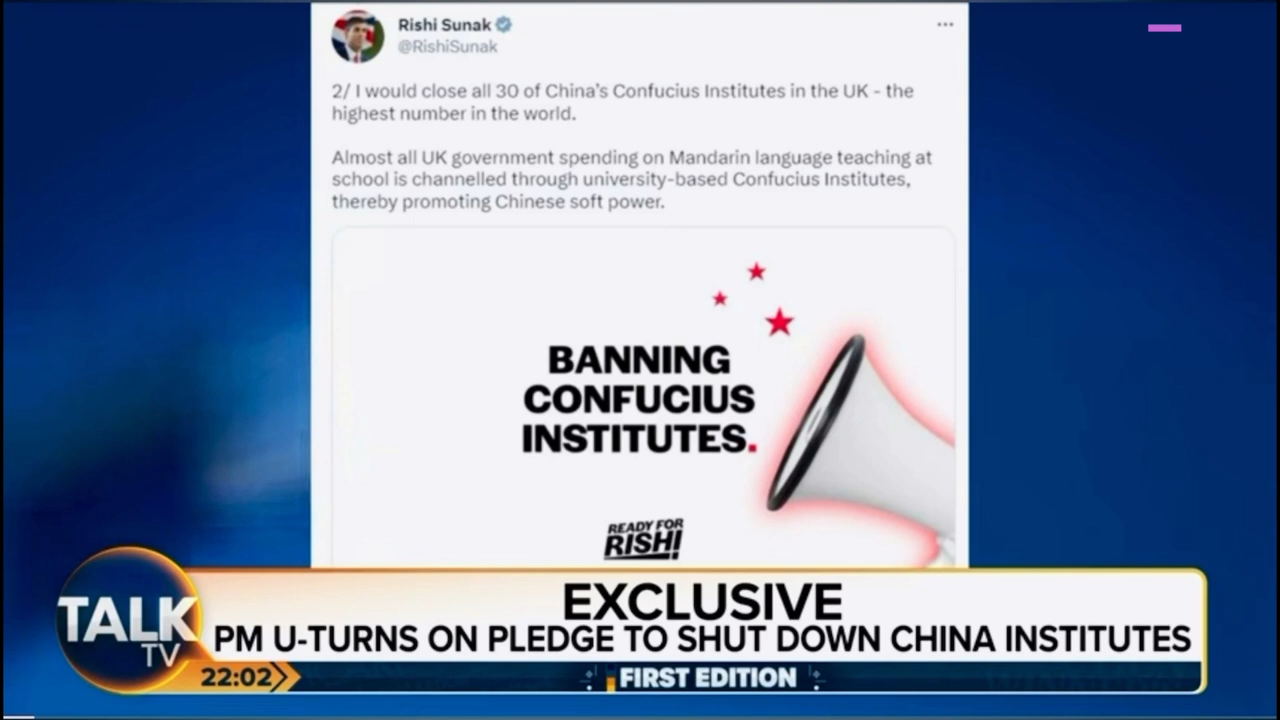 Rishi Sunak
@RishiSunak
2/ I would close all 30 of China's Confucius Institutes in the UK - the
highest number in the world.
Almost all UK government spending on Mandarin language teaching at
school is channelled through university-based Confucius Institutes,
thereby promoting Chinese soft power.
BANNING
CONFUCIUS
INSTITUTES.
READY FOR
RISHI!
EXCLUSIVE
PM U-TURNS ON PLEDGE TO SHUT DOWN CHINA INSTITUTES
TALK
TV
22:02
FIRST EDITION